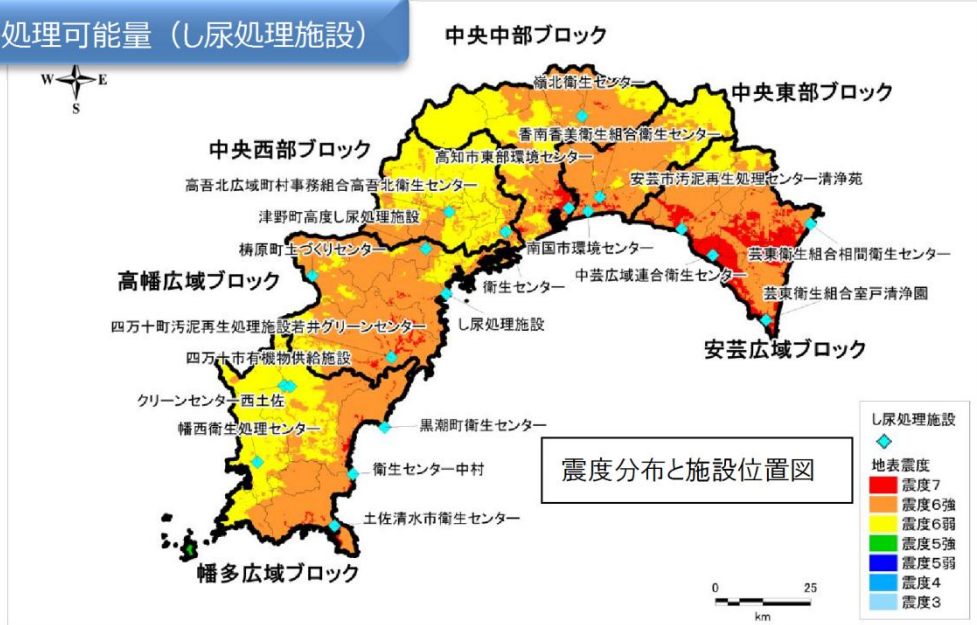 処理可能量（し尿処理施設）
中央中部ブロック
W E
S
嶺北衛生センター
中央東部ブロック
香南香美衛生組合衛生センター
中央西部ブロック
高知市東部環境センター
高吾北広域町村事務組合高吾北衛生センター
安芸市汚泥再生処理センター清浄苑
津野町高度し尿処理施設
梼原町土づくりセンター
南国市環境センター
芸東衛生組合相間衛生センター
中芸広域連合衛生センター
高幡広域ブロック
衛生センター
芸東衛生組合室戸清浄園
し尿処理施設
四万十町汚泥再生処理施設若井グリーンセンター
安芸広域ブロック
四万十市有機物供給施設
クリーンセンター西土佐
黒潮町衛生センター
幡西衛生処理センター
衛生センター中村
震度分布と施設位置図
土佐清水市衛生センター
幡多広域ブロック
し尿処理施設
地表震度
震度7
震度6強
震度6弱
震度5強
震度5弱
震度4
震度3
0 25
km